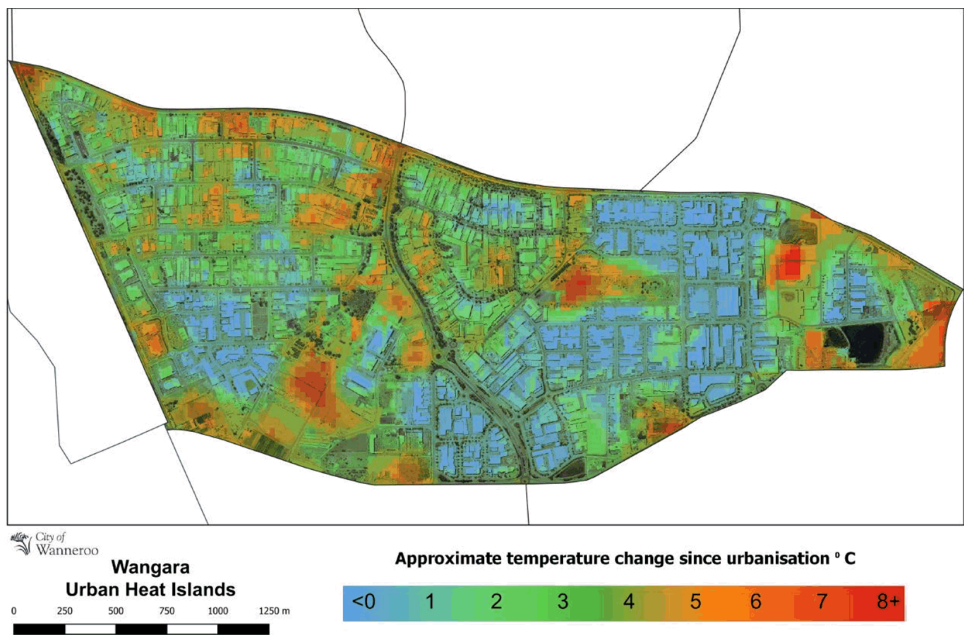 City of
Wanneroo
Wangara
Urban Heat Islands
0 250 500 750 1000 1250 m
Approximate temperature change since urbanisation ° C
<0 1 2 3 4 5 6 7 8+